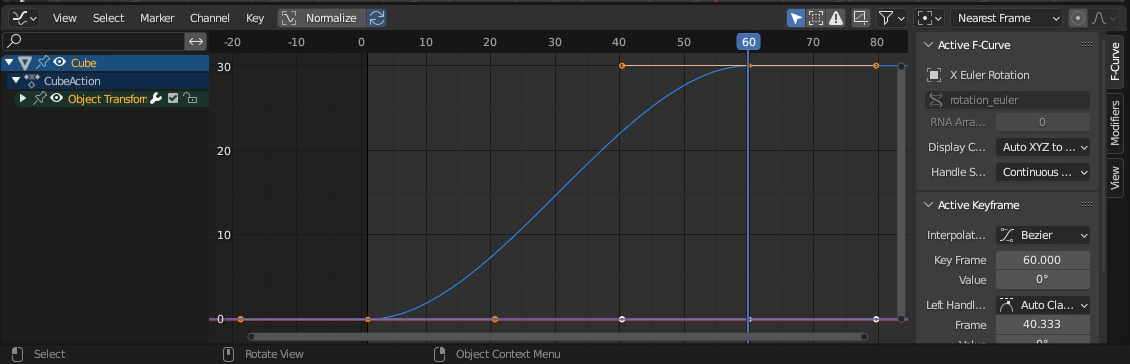 View Select Marker Channel Key Normalize Nearest Frame
-20 -10 0 10 20 30 40 50 60 70 80
Cube
CubeAction
Object Transforn
30
20
10
0
Active F-Curve
X Euler Rotation
rotation_euler
RNA Arra... 0
Display C... Auto XYZ to ...
Handle S... Continuous ...
Active Keyframe
Interpolat... Bezier
Key Frame 60.000
Value 0°
Left Handl... Auto Cla...
Frame 40.333
F-Curve
Modifiers
View
Select Rotate View Object Context Menu